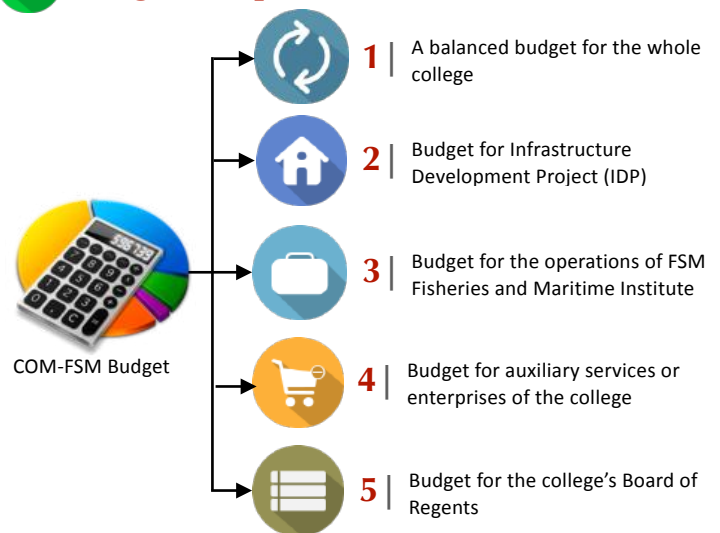 1
A balanced budget for the whole
college
2
Budget for Infrastructure
Development Project (IDP)
3
Budget for the operations of FSM
Fisheries and Maritime Institute
COM-FSM Budget
4
Budget for auxiliary services or
enterprises of the college
5
Budget for the college’s Board of
Regents